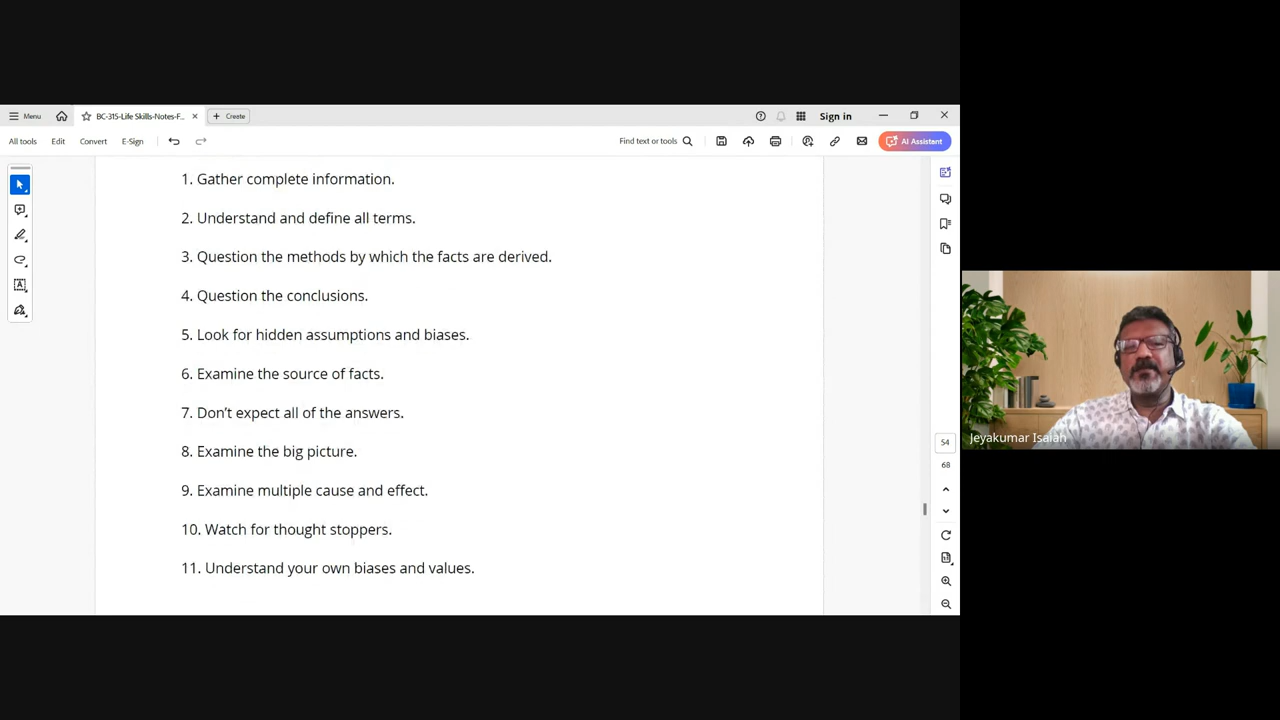 Menu
BC-315-Life Skills-Notes-F...
Create
Sign in
All tools
Edit
Convert
E-Sign
Find text or tools
AI Assistant
1. Gather complete information.
2. Understand and define all terms.
3. Question the methods by which the facts are derived.
4. Question the conclusions.
5. Look for hidden assumptions and biases.
6. Examine the source of facts.
7. Don’t expect all of the answers.
8. Examine the big picture.
9. Examine multiple cause and effect.
10. Watch for thought stoppers.
11. Understand your own biases and values.
54
68
Jeyakumar Isaiah